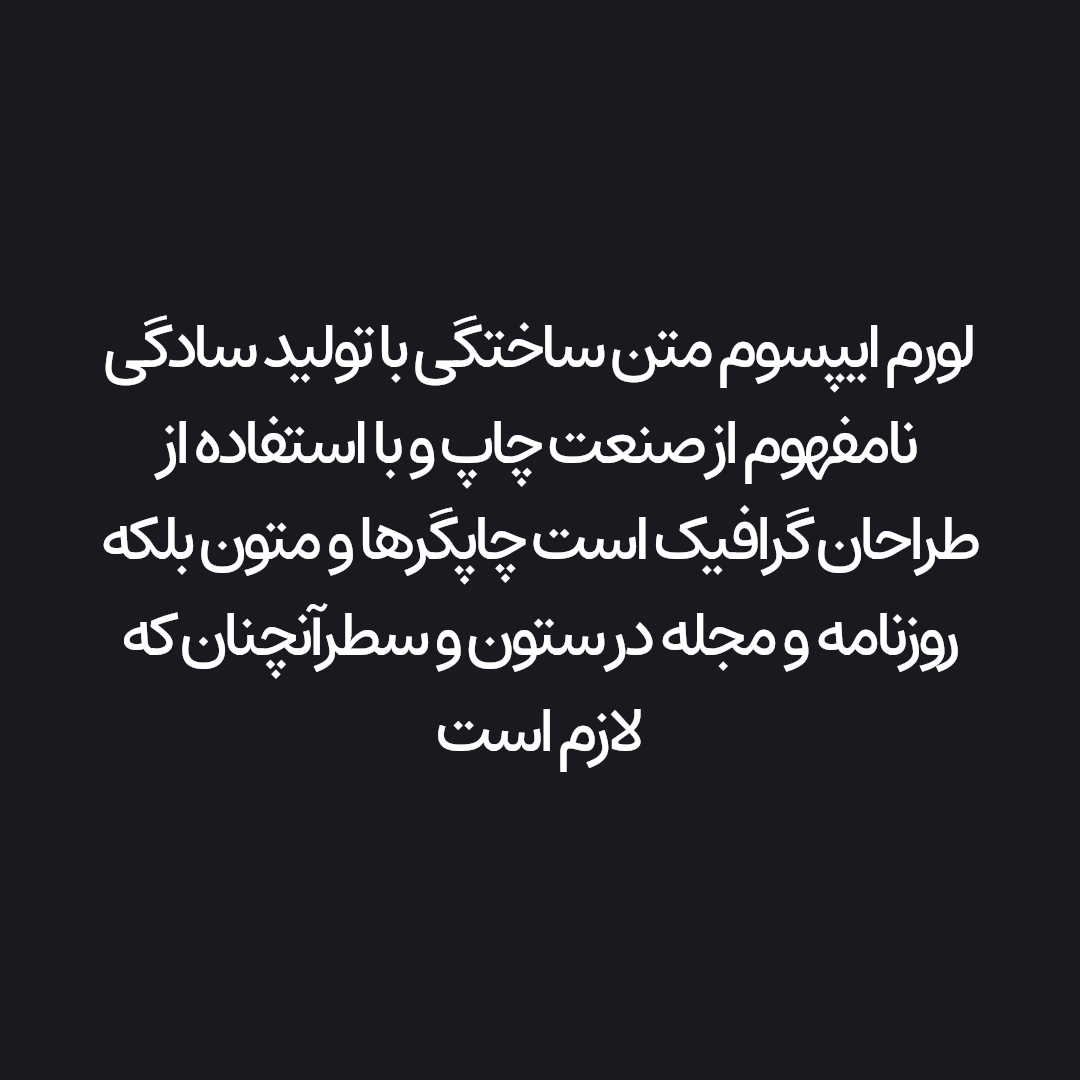 لورم ایپسوم متن ساختگی با تولید سادگی
نامفهوم از صنعت چاپ و با استفاده از
طراحان گرافیک است چاپگرها و متون بلکه
روزنامه و مجله در ستون و سطرآنچنان که
لازم است